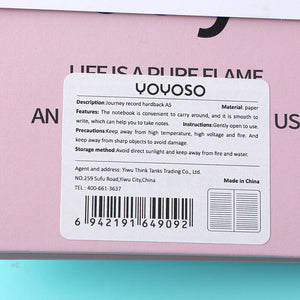 LIFE IS A PURE FLAME
AN
US
YOYOSO
Description:Journey record hardback A5 Material: paper
Features: The notebook is convenient to carry around, and it is smooth to
write, which can help you to take notes. Instructions:Gently open to use.
Precautions:Keep away from high temperature, high voltage and fire. And
keep away from sharp objects to avoid damage.
Storage method:Avoid direct sunlight and keep away from fire and water.
Agent and address: Yiwu Think Tanks Trading Co., Ltd.
NO.259 Sufu Road,Yiwu City,China
TEL: 400-661-3637
Made in China
6 942191 649092